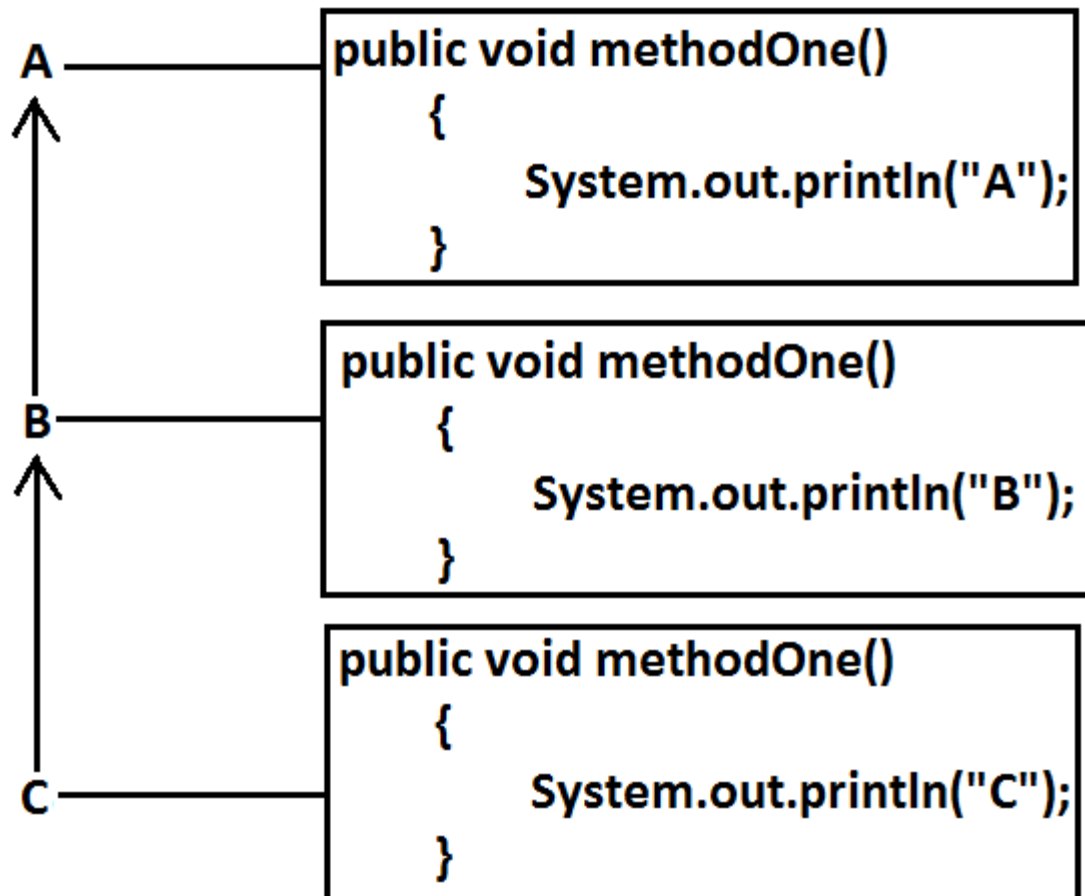 A
public void methodOne()
{
System.out.println("A");
}
B
public void methodOne()
{
System.out.println("B");
}
C
public void methodOne()
{
System.out.println("C");
}